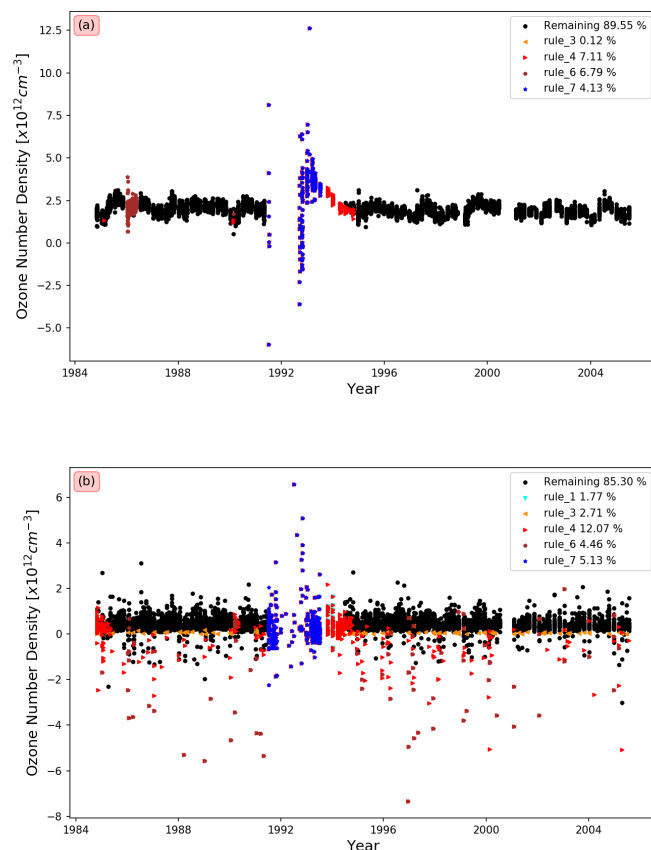 (a)
Remaining 89.55 %
rule_3 0.12 %
rule_4 7.11 %
rule_6 6.79 %
rule_7 4.13 %
Ozone Number Density [x10¹²cm⁻³]
12.5
10.0
7.5
5.0
2.5
0.0
−2.5
−5.0
1984 1988 1992 1996 2000 2004
Year
(b)
Remaining 85.30 %
rule_1 1.77 %
rule_3 2.71 %
rule_4 12.07 %
rule_6 4.46 %
rule_7 5.13 %
Ozone Number Density [x10¹²cm⁻³]
6
4
2
0
−2
−4
−6
−8
1984 1988 1992 1996 2000 2004
Year